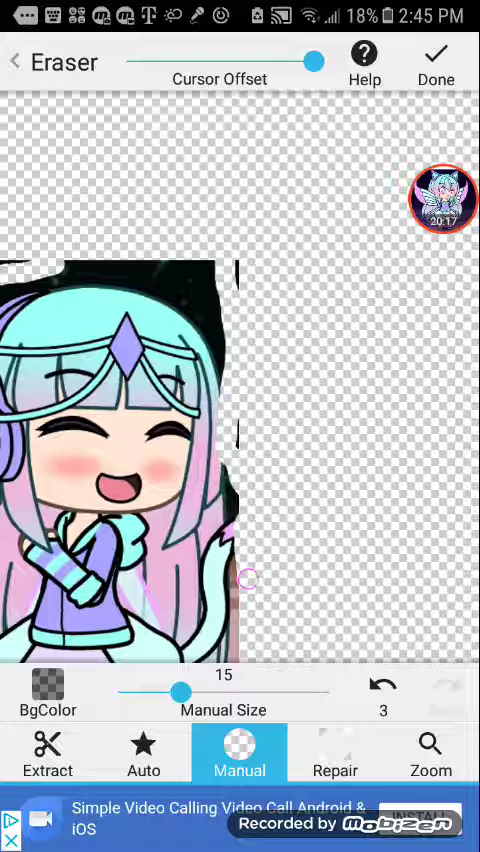 18% 2:45 PM
Eraser
Cursor Offset
Help
Done
20:17
15
BgColor
Manual Size
3
Extract
Auto
Manual
Repair
Zoom
Simple Video Calling Video Call Android &
iOS
INSTALL
Recorded by mobizen